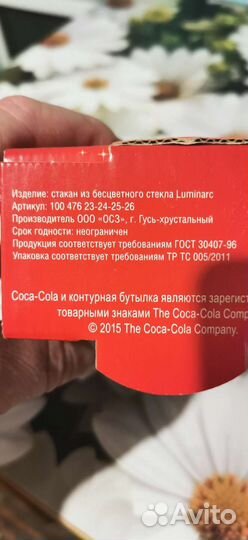 Изделие: стакан из бесцветного стекла Luminarc
Артикул: 100 476 23-24-25-26
Производитель ООО «ОСЗ», г. Гусь-хрустальный
Срок годности: неограничен
Продукция соответствует требованиям ГОСТ 30407-96
Упаковка соответствует требованиям ТР ТС 005/2011
Coca-Cola и контурная бутылка являются зарегист
товарными знаками The Coca-Cola Comp
© 2015 The Coca-Cola Company.
Avito